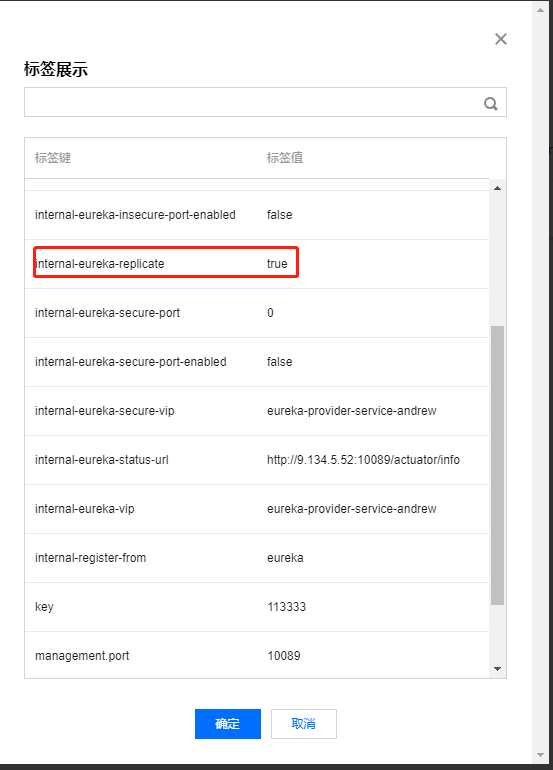 标签展示
标签键 标签值
internal-eureka-insecure-port-enabled false
internal-eureka-replicate true
internal-eureka-secure-port 0
internal-eureka-secure-port-enabled false
internal-eureka-secure-vip eureka-provider-service-andrew
internal-eureka-status-url http://9.134.5.52:10089/actuator/info
internal-eureka-vip eureka-provider-service-andrew
internal-register-from eureka
key 113333
management.port 10089
确定 取消